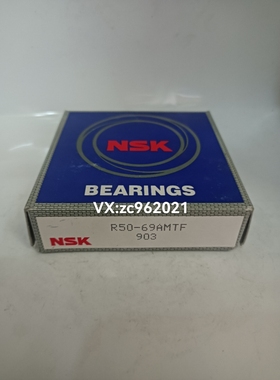 NSK
BEARINGS
VX:zc962021
NSK
R50-69AMTF
903